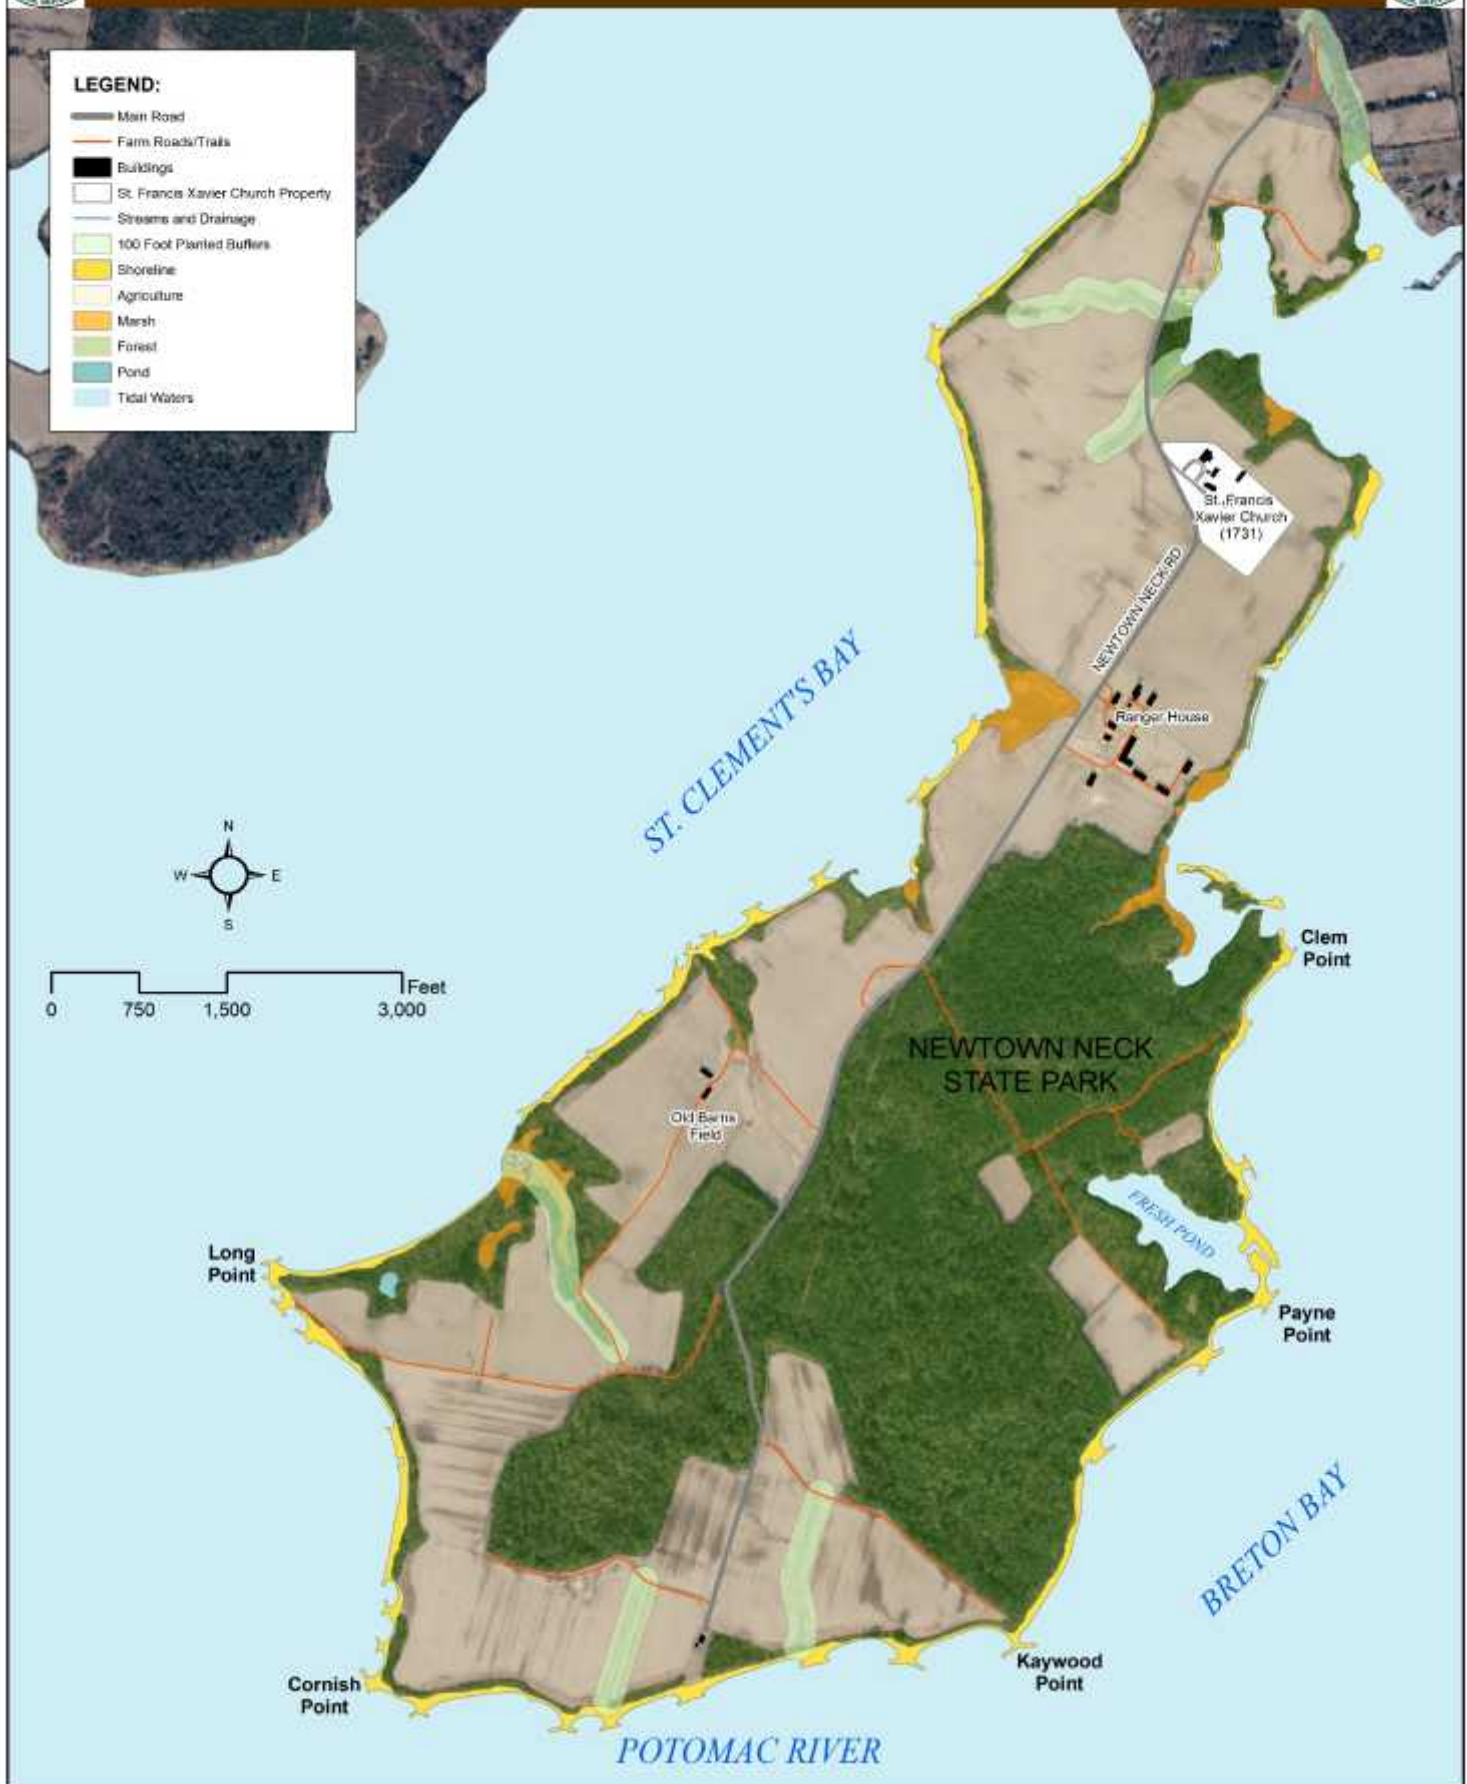 LEGEND:
Main Road
Farm Roads/Trails
Buildings
St. Francis Xavier Church Property
Streams and Drainage
100 Foot Planted Buffers
Shoreline
Agriculture
Marsh
Forest
Pond
Tidal Waters
St. Francis
Xavier Church
(1731)
NEWTOWN NECK RD
Ranger House
ST. CLEMENT'S BAY
N
W E
S
Clem
Point
Feet
0 750 1,500 3,000
NEWTOWN NECK
STATE PARK
Old Barns
Field
FRESH POND
Long
Point
Payne
Point
BRETON BAY
Kaywood
Point
Cornish
Point
POTOMAC RIVER